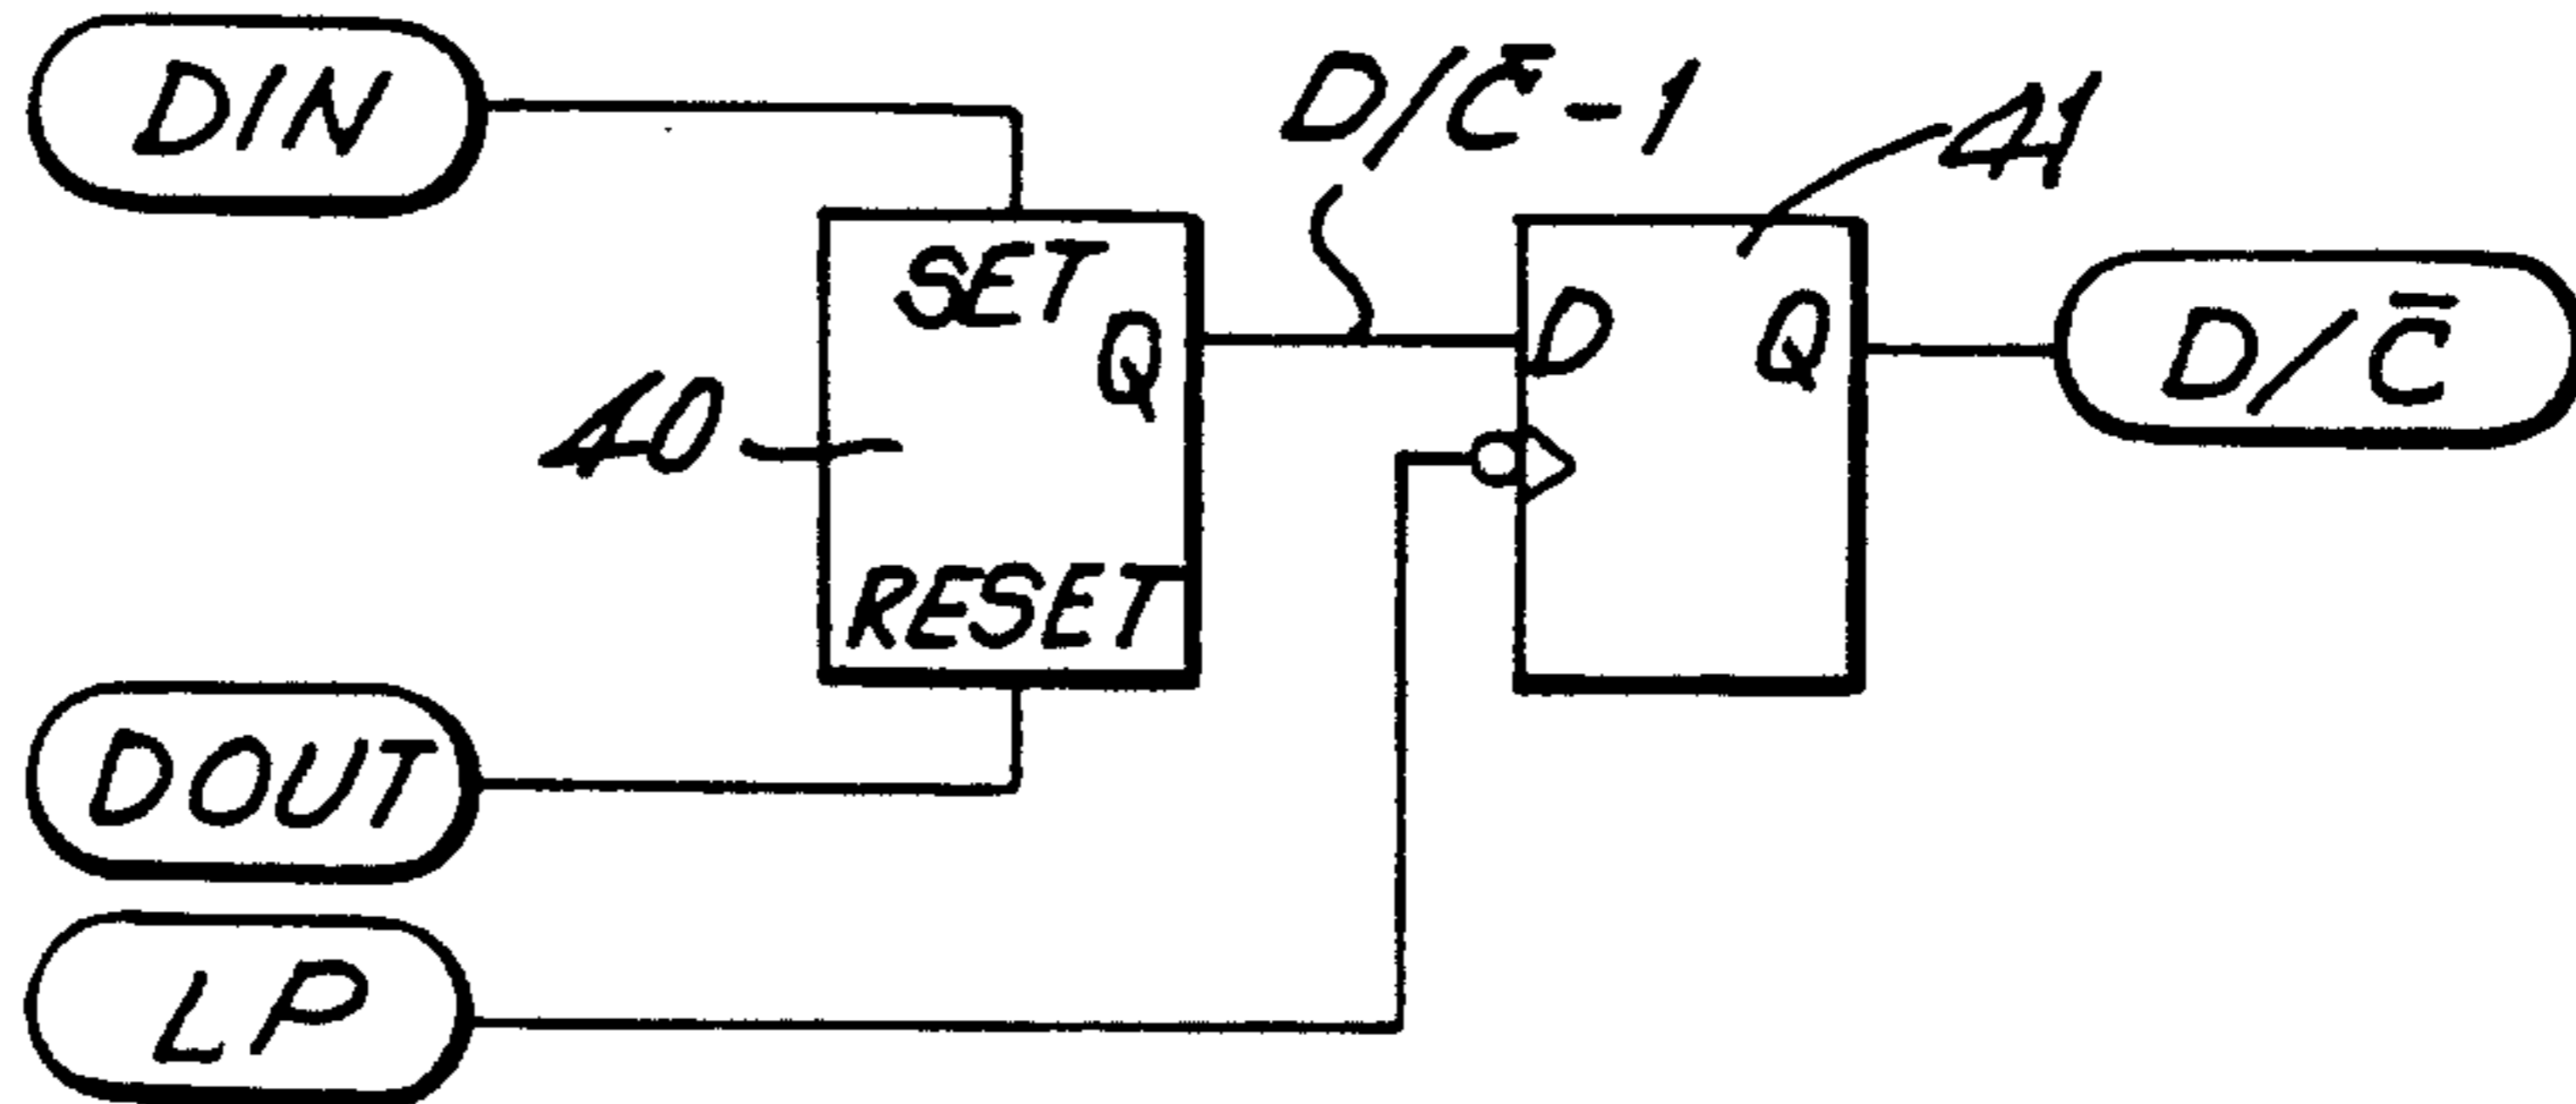 DIN
D/C̅-1
41
SET
Q
D
Q
D/C̅
40
RESET
DOUT
LP